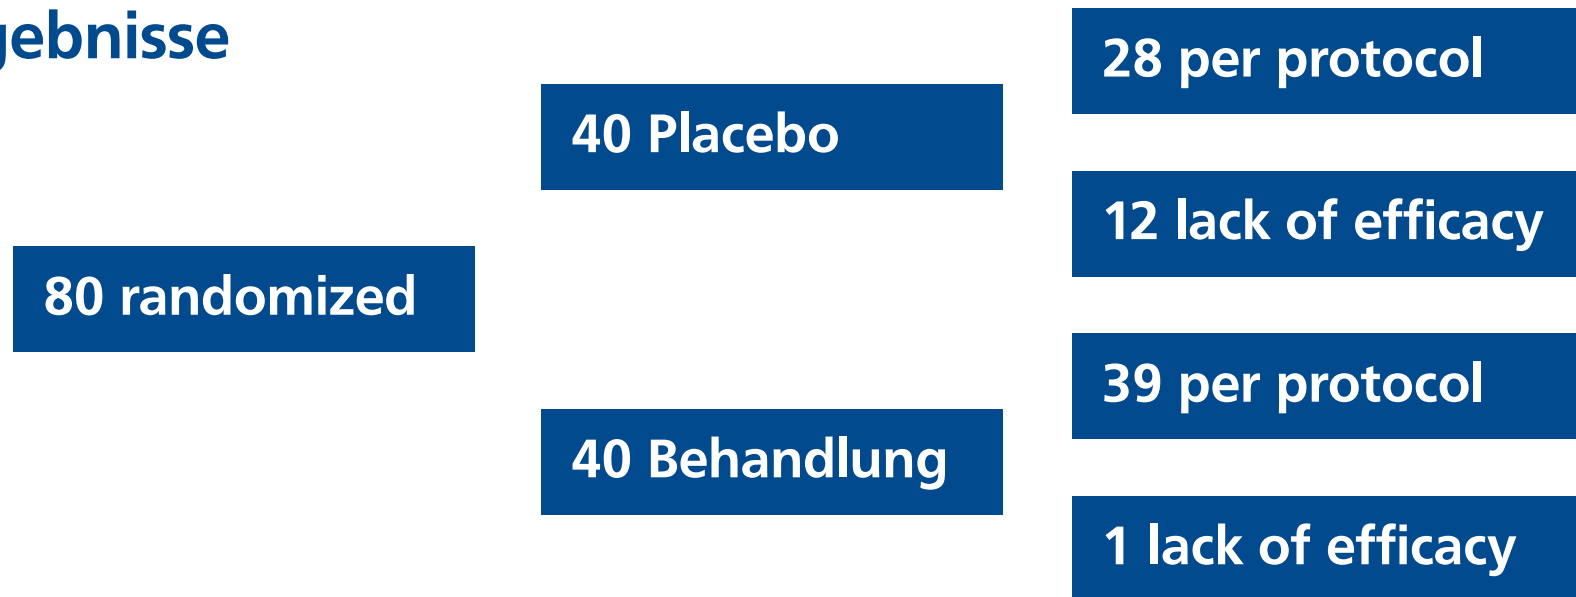 gebnisse
28 per protocol
40 Placebo
12 lack of efficacy
80 randomized
39 per protocol
40 Behandlung
1 lack of efficacy